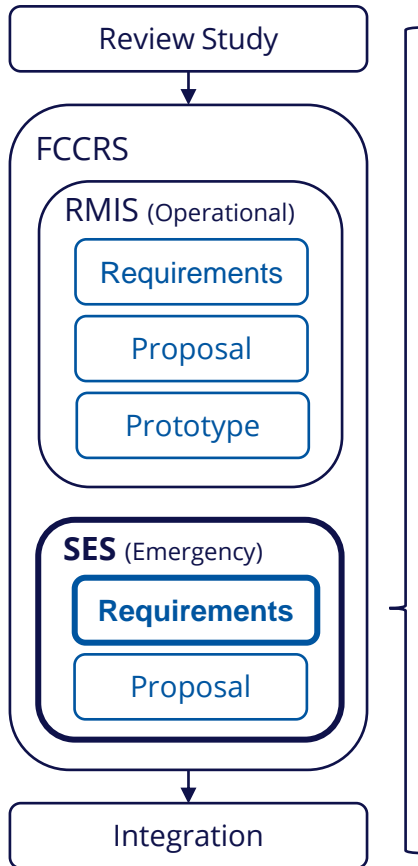 Review Study
FCCRS
RMIS (Operational)
Requirements
Proposal
Prototype
SES (Emergency)
Requirements
Proposal
Integration